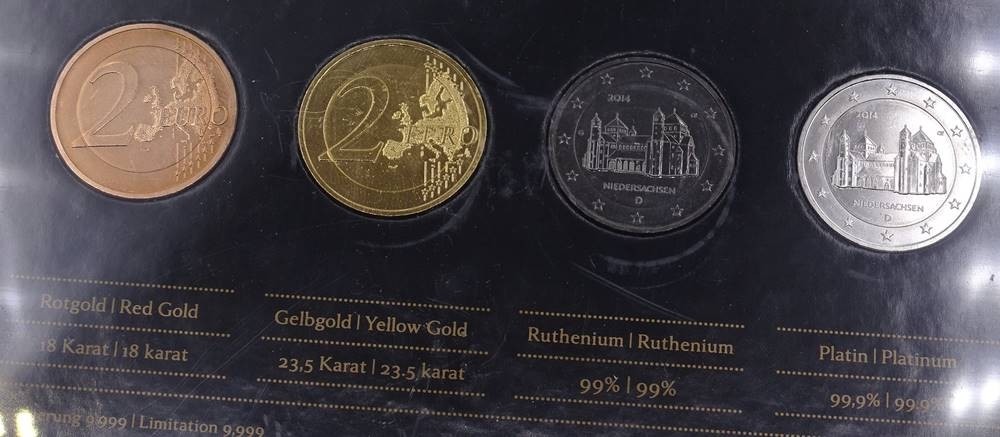 2 EURO
2 EURO
2014
G
NIEDERSACHSEN
D
2014
NIEDERSACHSEN
D
Rotgold | Red Gold
18 Karat | 18 karat
Gelbgold | Yellow Gold
23,5 Karat | 23.5 karat
Ruthenium | Ruthenium
99% | 99%
Platin | Platinum
99,9% | 99,9%
9.999 | Limitation 9,999